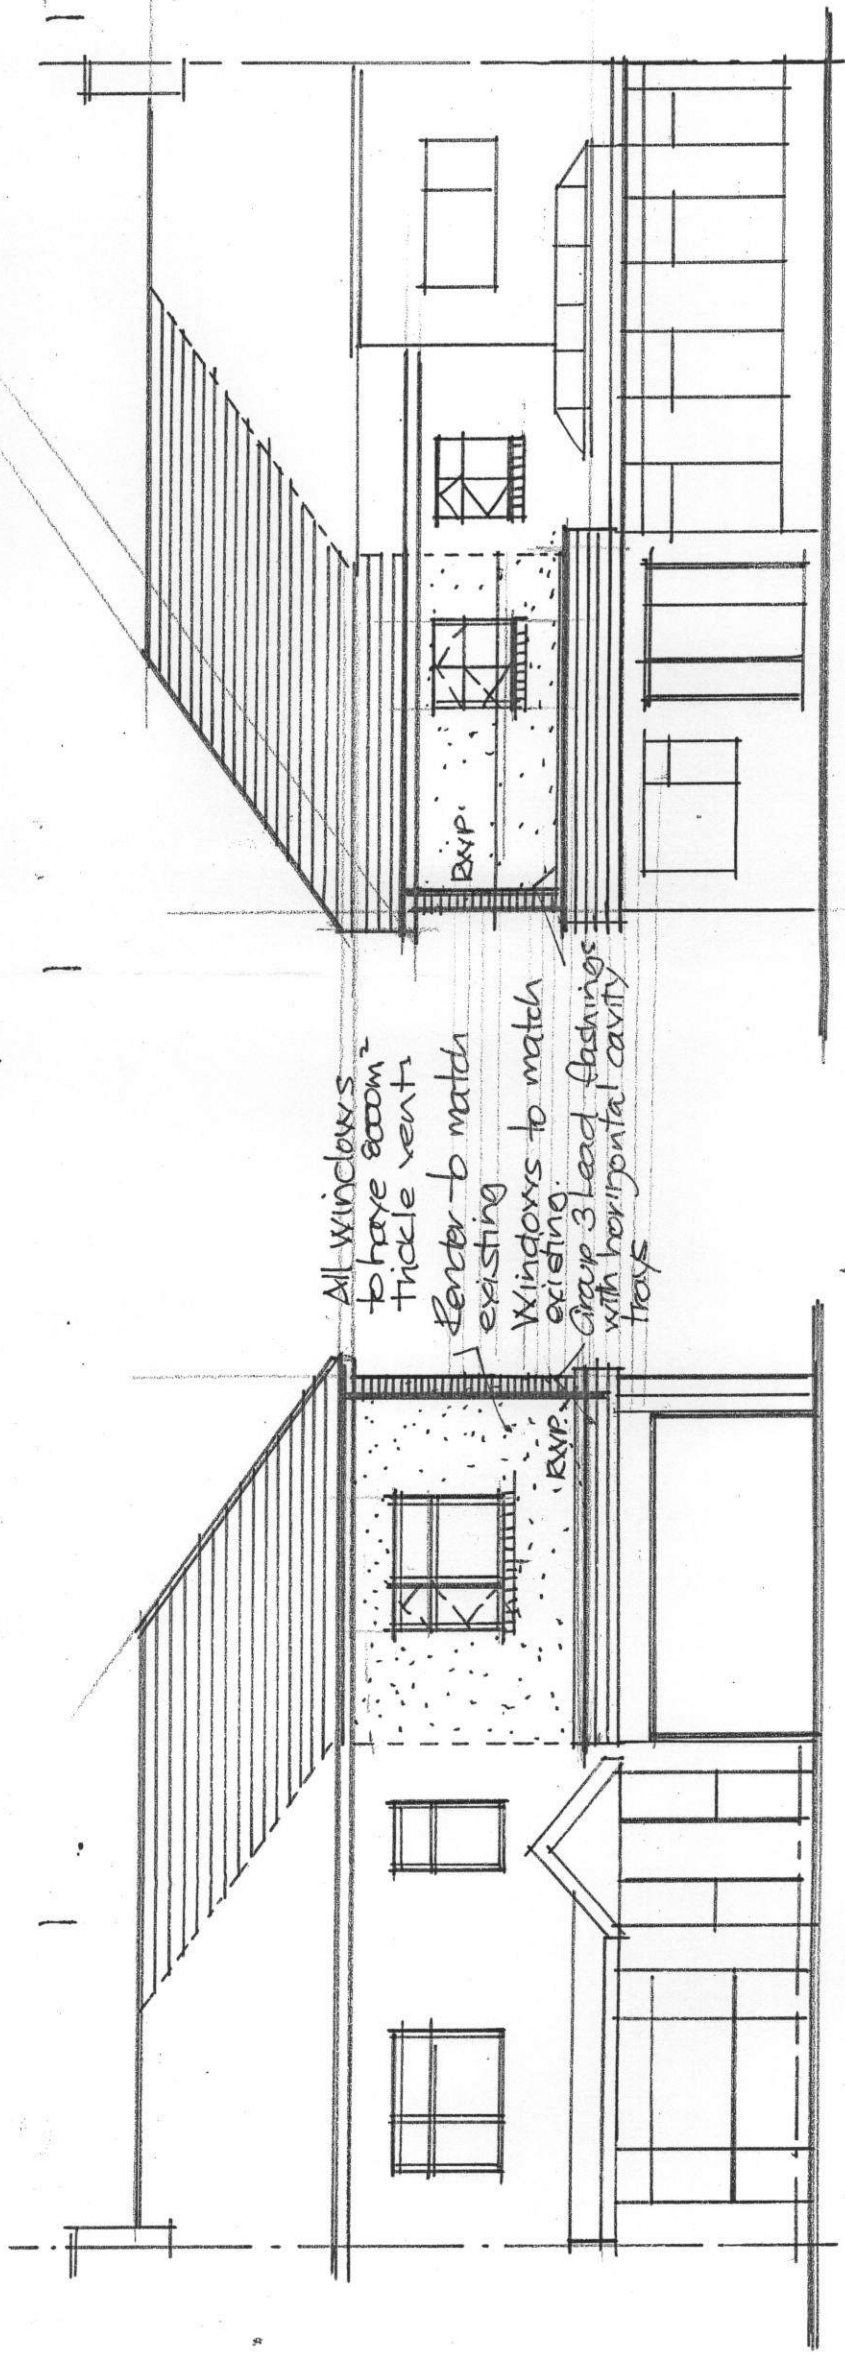 All windows
to have 8000m²
trickle vents
Render to match
existing
Windows to match
existing.
Group 3 Lead flashings
with horizontal cavity
trays
RWP.
RWP.